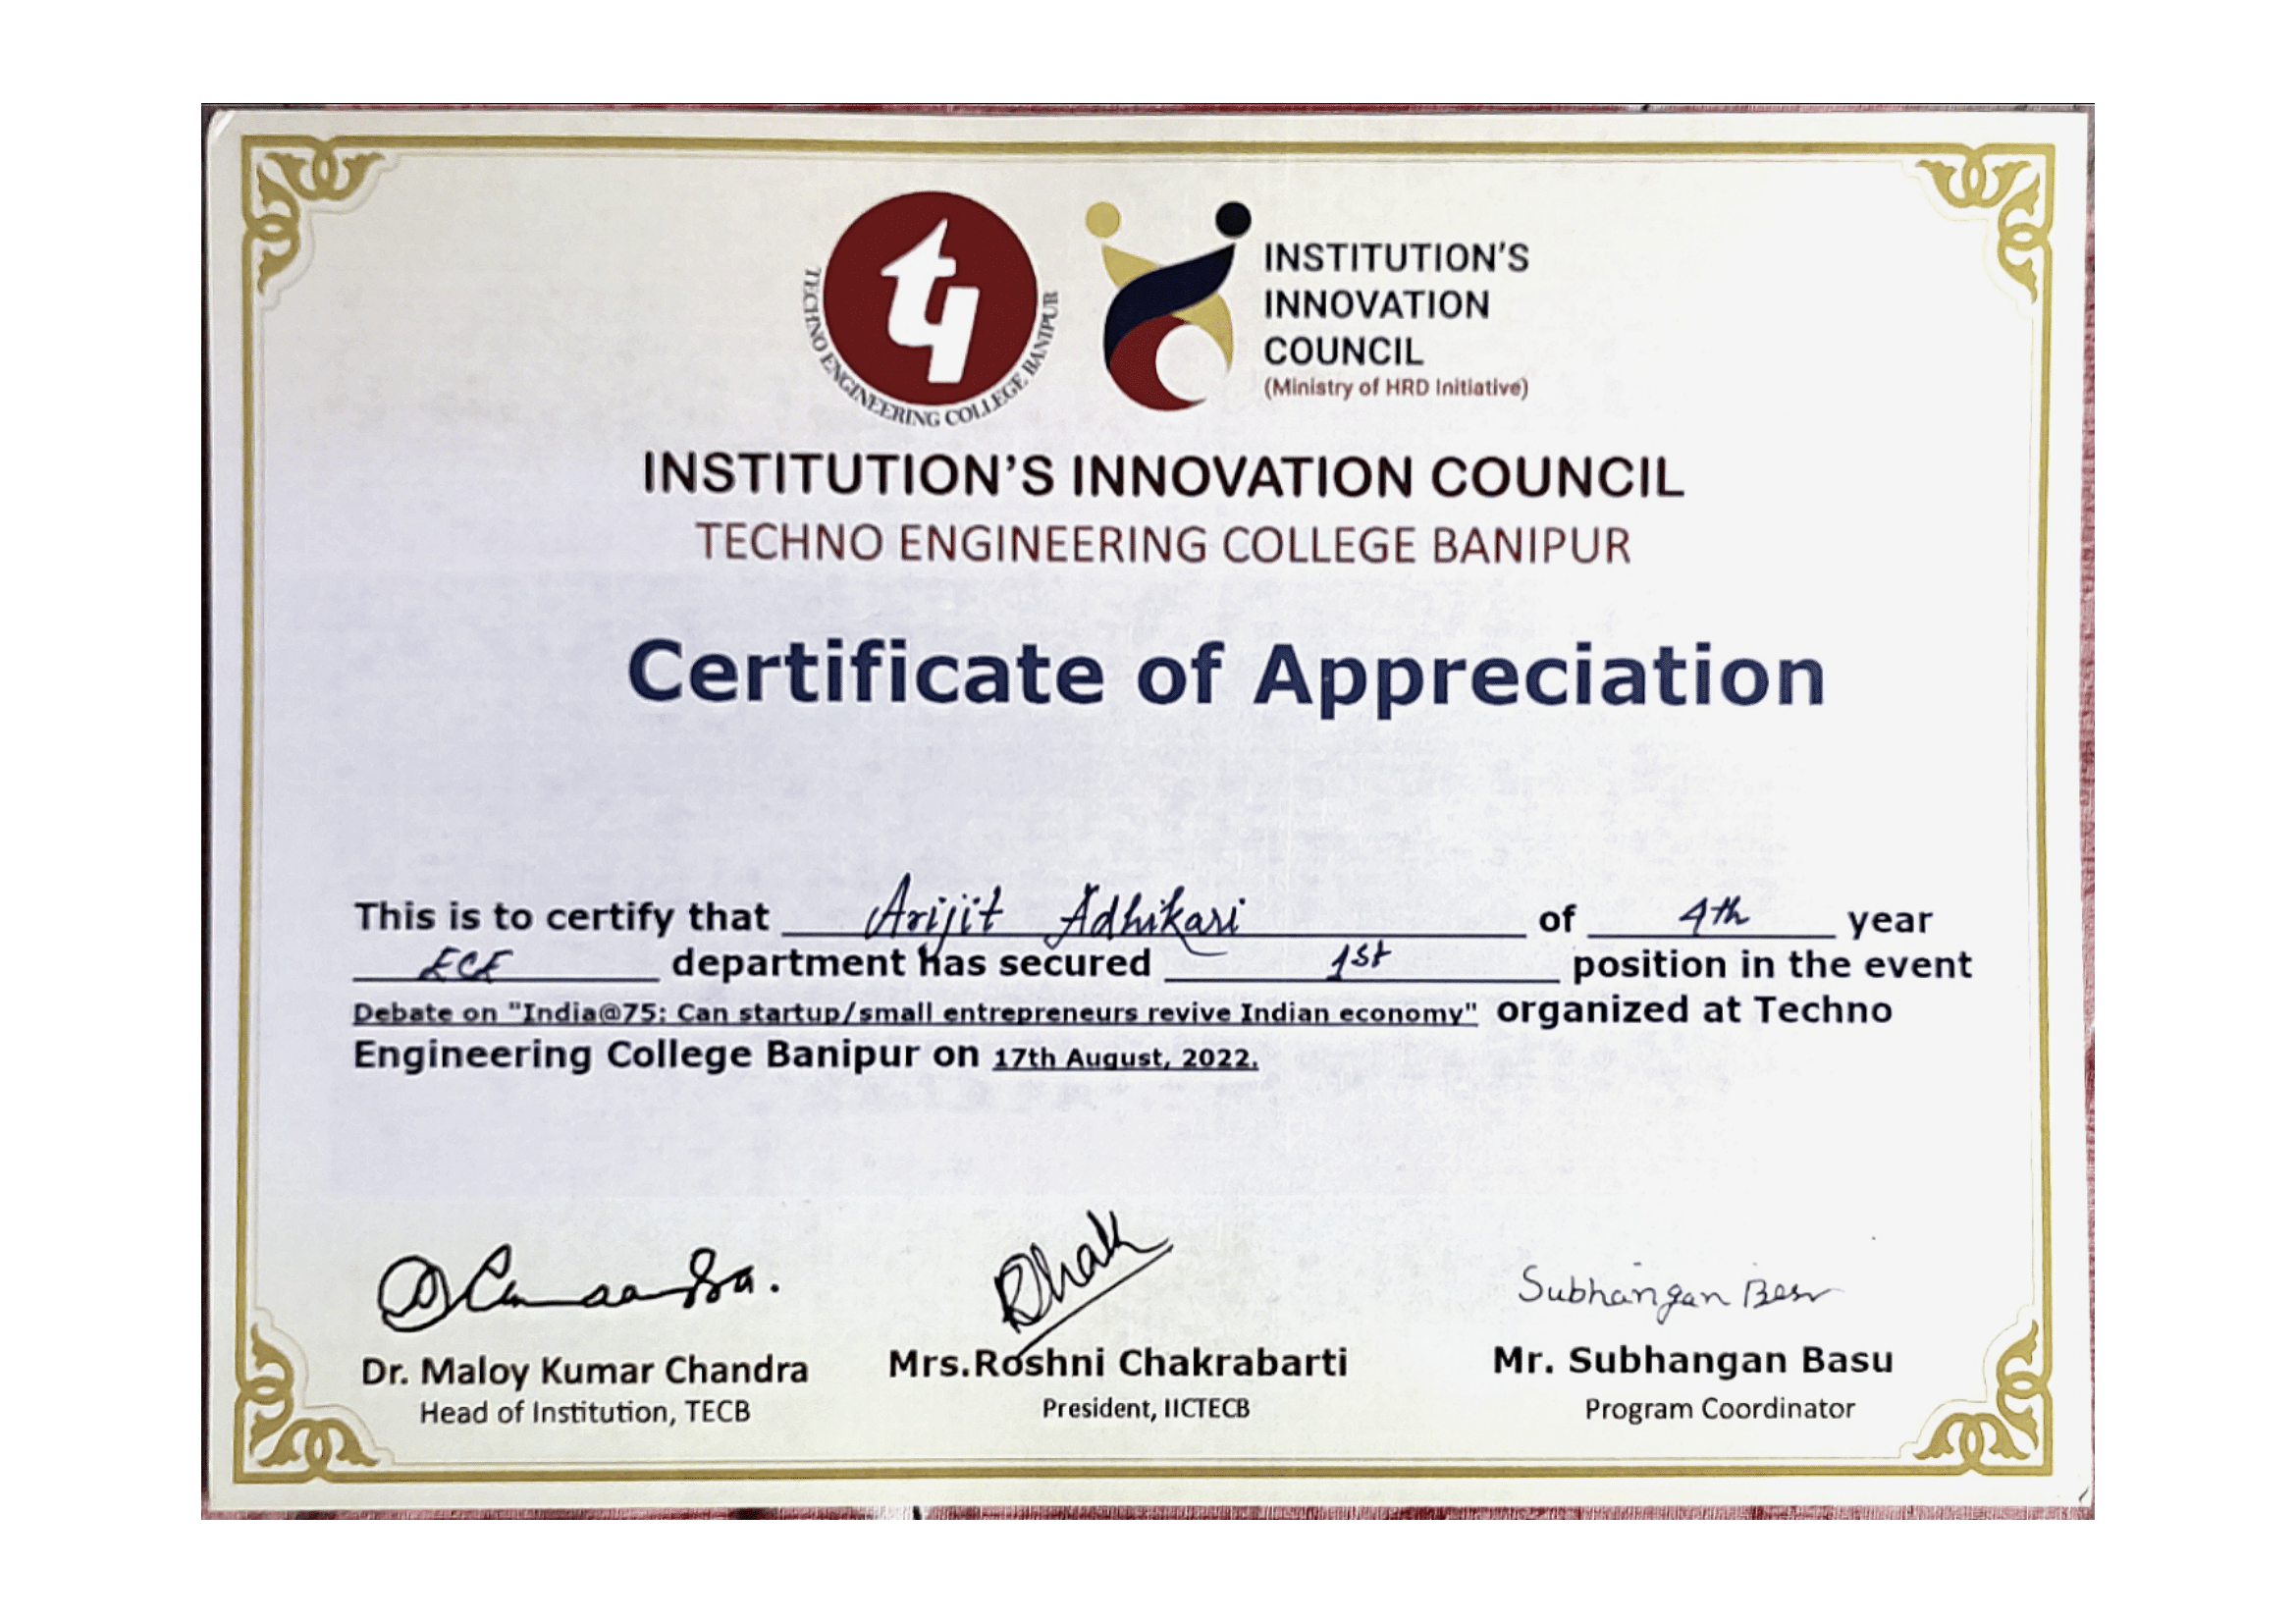 TECHNO ENGINEERING COLLEGE BANIPUR
INSTITUTION'S
INNOVATION
COUNCIL
(Ministry of HRD Initiative)
INSTITUTION'S INNOVATION COUNCIL
TECHNO ENGINEERING COLLEGE BANIPUR
Certificate of Appreciation
This is to certify that Arijit Adhikari of 4th year
ECE department has secured 1st position in the event
Debate on "India@75: Can startup/small entrepreneurs revive Indian economy" organized at Techno
Engineering College Banipur on 17th August, 2022.
Subhangan Basu
Dr. Maloy Kumar Chandra
Head of Institution, TECB
Mrs.Roshni Chakrabarti
President, IICTECB
Mr. Subhangan Basu
Program Coordinator